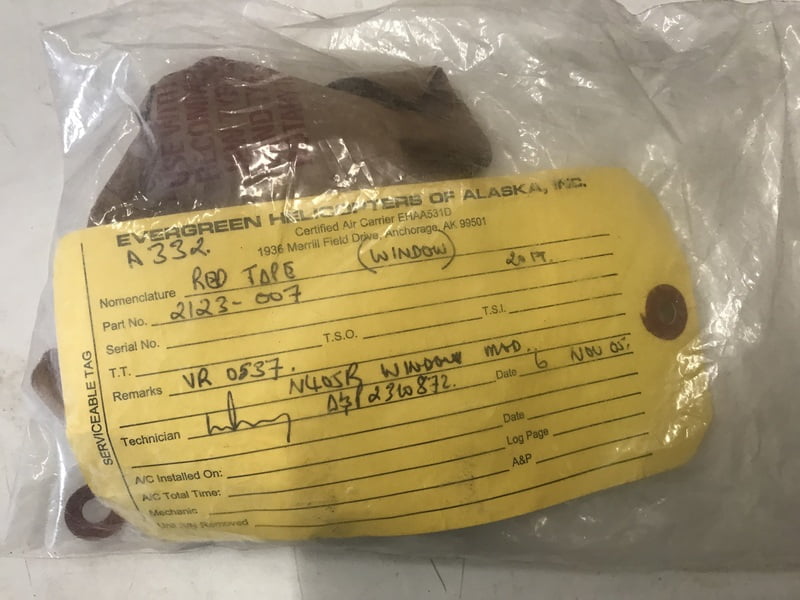 EVERGREEN HELICOPTERS OF ALASKA, INC.
Certified Air Carrier EHAA531D
1936 Merrill Field Drive, Anchorage, AK 99501
A332.
Nomenclature RED TAPE (WINDOW) 20 FT.
Part No. 2123-007
Serial No. T.S.O. T.S.I.
T.T.
Remarks VR 0537. N405R WINDOW MOD.
Technician Date 6 NOV 05.
A/C Installed On: Date
A/C Total Time: Log Page
Mechanic A&P
Removed
SERVICEABLE TAG